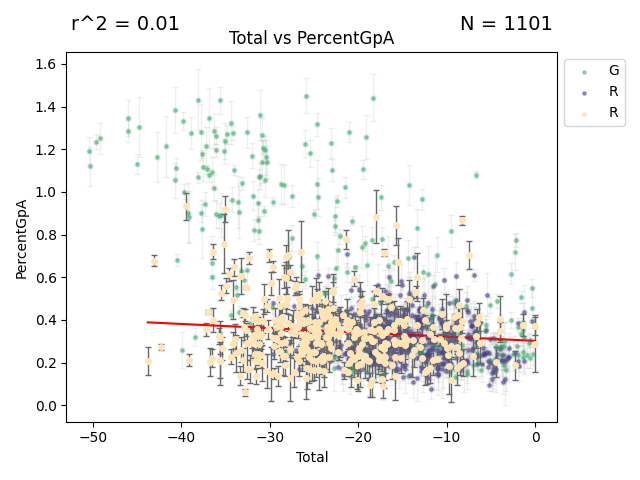 r^2 = 0.01
N = 1101
Total vs PercentGpA
G
R
R
1.6
1.4
1.2
1.0
0.8
0.6
0.4
0.2
0.0
PercentGpA
−50
−40
−30
−20
−10
0
Total